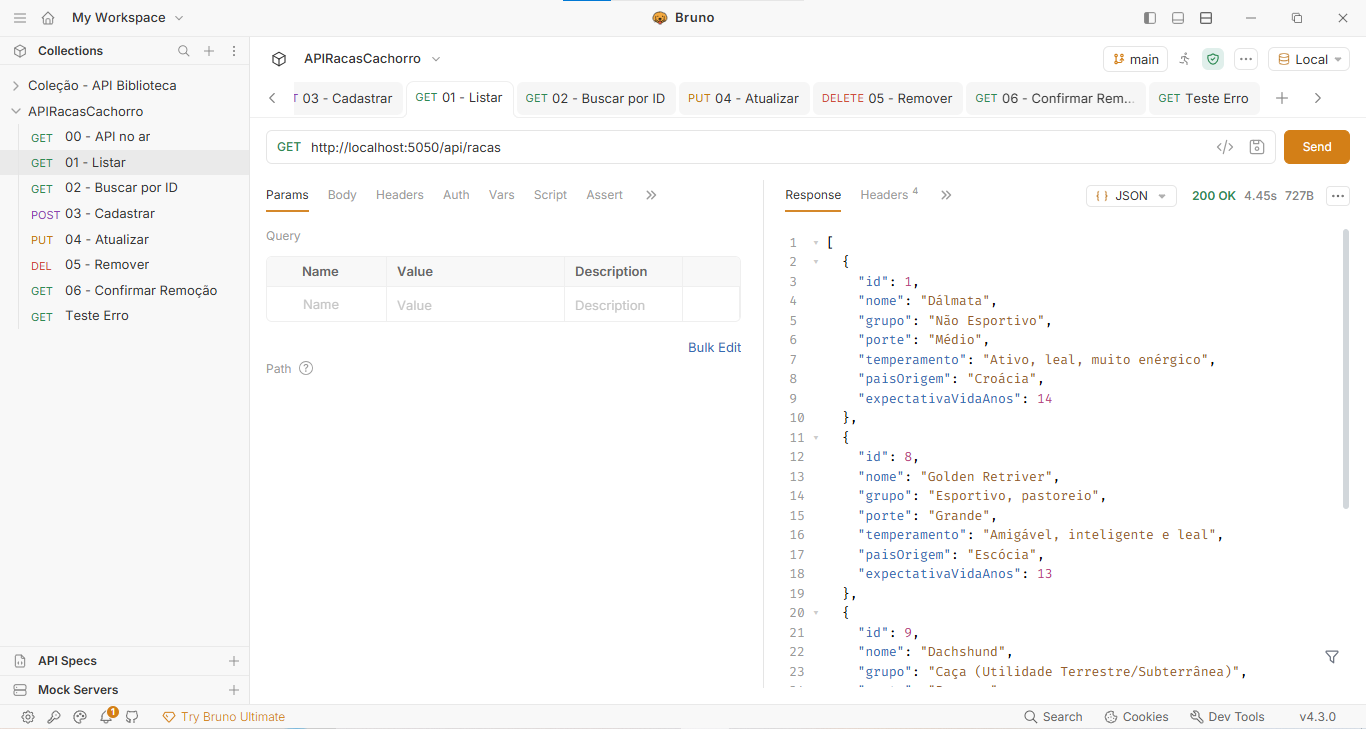 My Workspace
Bruno
Collections
Coleção - API Biblioteca
APIRacasCachorro
GET 00 - API no ar
GET 01 - Listar
GET 02 - Buscar por ID
POST 03 - Cadastrar
PUT 04 - Atualizar
DEL 05 - Remover
GET 06 - Confirmar Remoção
GET Teste Erro
API Specs
Mock Servers
APIRacasCachorro
main
Local
T 03 - Cadastrar
GET 01 - Listar
GET 02 - Buscar por ID
PUT 04 - Atualizar
DELETE 05 - Remover
GET 06 - Confirmar Rem...
GET Teste Erro
GET http://localhost:5050/api/racas
Send
Params Body Headers Auth Vars Script Assert
Query
Name Value Description
Name Value Description
Bulk Edit
Path ?
Response Headers 4
{ } JSON
200 OK 4.45s 727B
1 [
2 {
3 "id": 1,
4 "nome": "Dálmata",
5 "grupo": "Não Esportivo",
6 "porte": "Médio",
7 "temperamento": "Ativo, leal, muito enérgico",
8 "paisOrigem": "Croácia",
9 "expectativaVidaAnos": 14
10 },
11 {
12 "id": 8,
13 "nome": "Golden Retriver",
14 "grupo": "Esportivo, pastoreio",
15 "porte": "Grande",
16 "temperamento": "Amigável, inteligente e leal",
17 "paisOrigem": "Escócia",
18 "expectativaVidaAnos": 13
19 },
20 {
21 "id": 9,
22 "nome": "Dachshund",
23 "grupo": "Caça (Utilidade Terrestre/Subterrânea)",
1
Try Bruno Ultimate
Search
Cookies
Dev Tools
v4.3.0